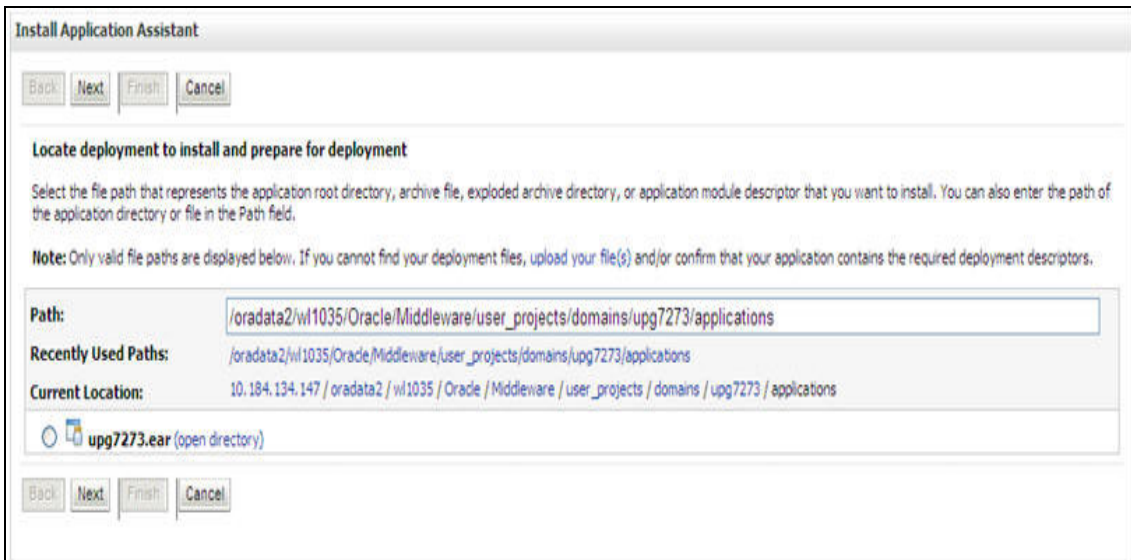 Install Application Assistant
Back Next Finish Cancel
Locate deployment to install and prepare for deployment
Select the file path that represents the application root directory, archive file, exploded archive directory, or application module descriptor that you want to install. You can also enter the path of
the application directory or file in the Path field.
Note: Only valid file paths are displayed below. If you cannot find your deployment files, upload your file(s) and/or confirm that your application contains the required deployment descriptors.
Path: /oradata2/wl1035/Oracle/Middleware/user_projects/domains/upg7273/applications
Recently Used Paths: /oradata2/wl1035/Oracle/Middleware/user_projects/domains/upg7273/applications
Current Location: 10.184.134.147 / oradata2 / wl1035 / Oracle / Middleware / user_projects / domains / upg7273 / applications
upg7273.ear (open directory)
Back Next Finish Cancel